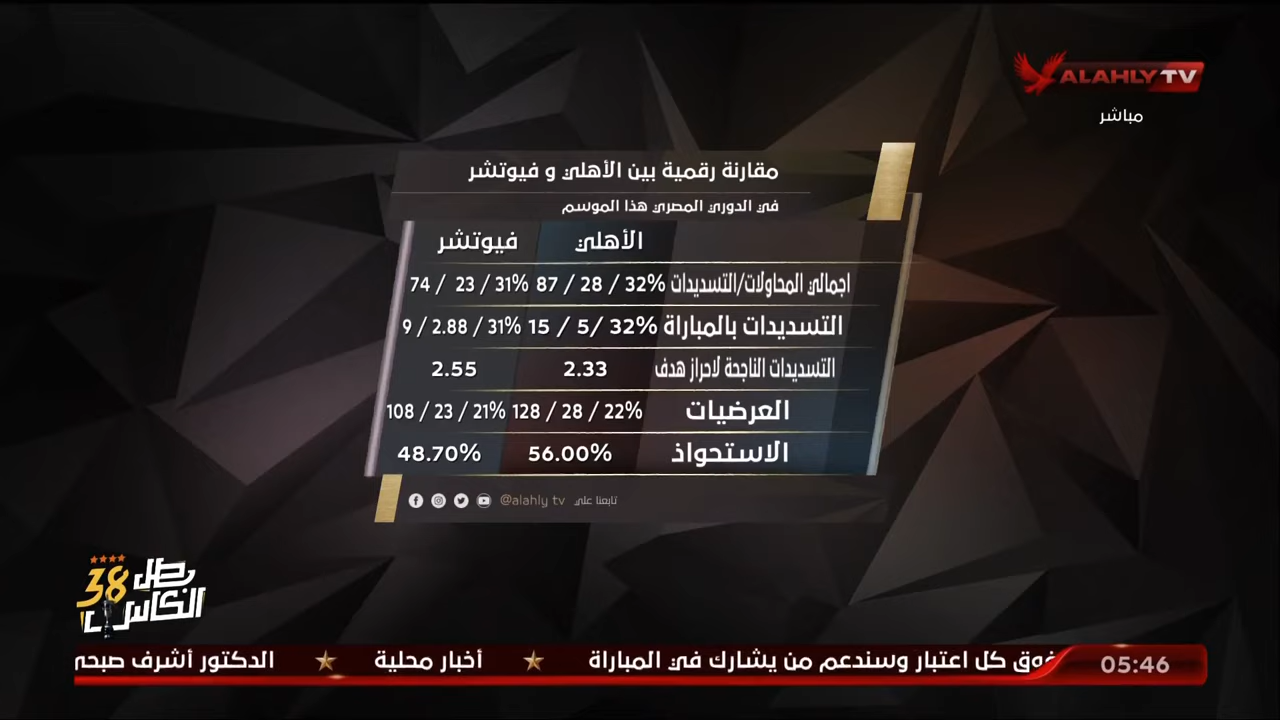 ALAHLY TV
مباشر
مقارنة رقمية بين الأهلي و فيوتشر
في الدوري المصري هذا الموسم
الأهلي فيوتشر
اجمالي المحاولات/التسديدات 87 / 28 / 32% 74 / 23 / 31%
التسديدات بالمباراة 15 / 5/ 32% 9 / 2.88 / 31%
التسديدات الناجحة لاحراز هدف 2.33 2.55
العرضيات 128 / 28 / 22% 108 / 23 / 21%
الاستحواذ 56.00% 48.70%
تابعنا علي @alahly tv
بطل
الكاس 38
05:46 فوق كل اعتبار وسندعم من يشارك في المباراة أخبار محلية الدكتور أشرف صبحي